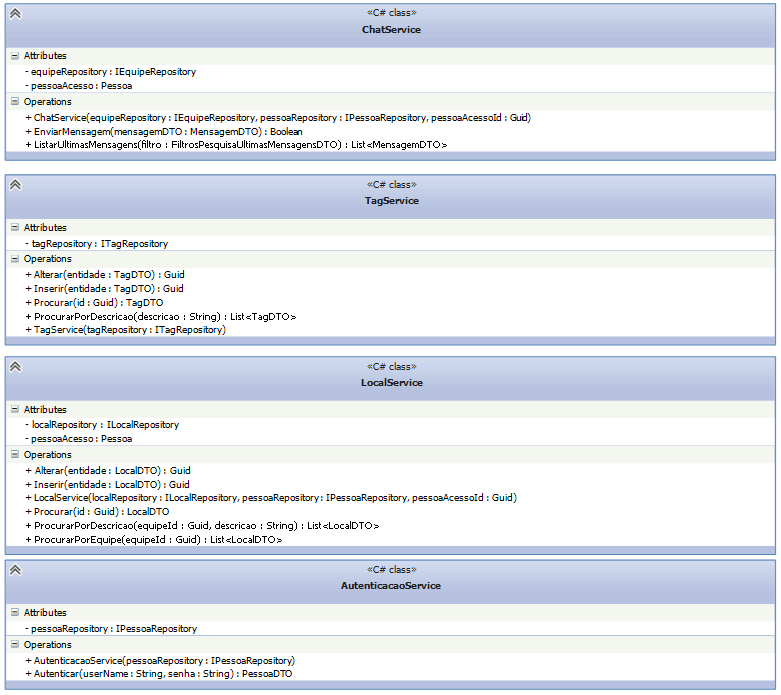 «C# class»
ChatService
Attributes
- equipeRepository : IEquipeRepository
- pessoaAcesso : Pessoa
Operations
+ ChatService(equipeRepository : IEquipeRepository, pessoaRepository : IPessoaRepository, pessoaAcessoId : Guid)
+ EnviarMensagem(mensagemDTO : MensagemDTO) : Boolean
+ ListarUltimasMensagens(filtro : FiltrosPesquisaUltimasMensagensDTO) : List<MensagemDTO>
«C# class»
TagService
Attributes
- tagRepository : ITagRepository
Operations
+ Alterar(entidade : TagDTO) : Guid
+ Inserir(entidade : TagDTO) : Guid
+ Procurar(id : Guid) : TagDTO
+ ProcurarPorDescricao(descricao : String) : List<TagDTO>
+ TagService(tagRepository : ITagRepository)
«C# class»
LocalService
Attributes
- localRepository : ILocalRepository
- pessoaAcesso : Pessoa
Operations
+ Alterar(entidade : LocalDTO) : Guid
+ Inserir(entidade : LocalDTO) : Guid
+ LocalService(localRepository : ILocalRepository, pessoaRepository : IPessoaRepository, pessoaAcessoId : Guid)
+ Procurar(id : Guid) : LocalDTO
+ ProcurarPorDescricao(equipeId : Guid, descricao : String) : List<LocalDTO>
+ ProcurarPorEquipe(equipeId : Guid) : List<LocalDTO>
«C# class»
AutenticacaoService
Attributes
- pessoaRepository : IPessoaRepository
Operations
+ AutenticacaoService(pessoaRepository : IPessoaRepository)
+ Autenticar(userName : String, senha : String) : PessoaDTO